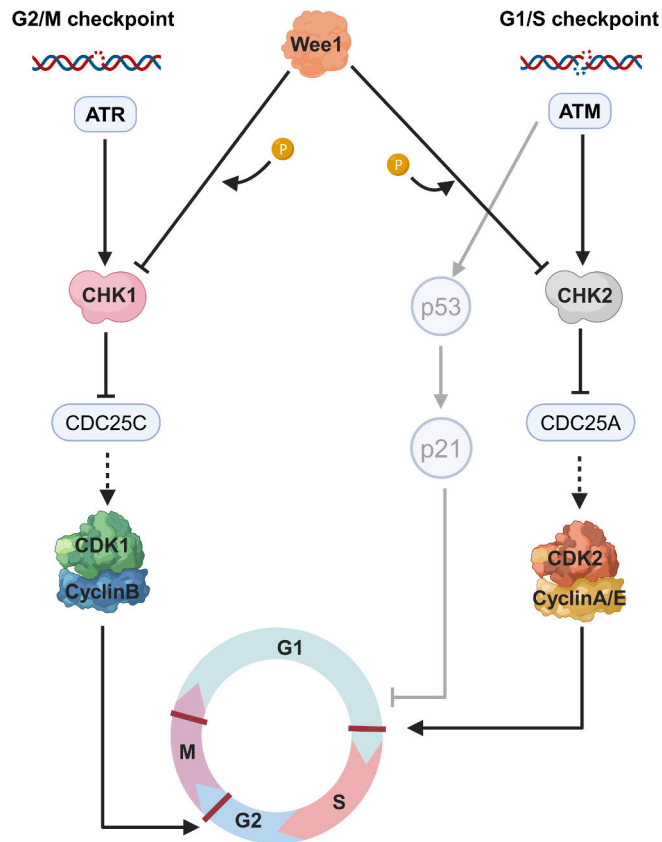 G2/M checkpoint
Wee1
G1/S checkpoint
ATR
ATM
P
P
CHK1
p53
CHK2
CDC25C
CDC25A
p21
CDK1
CyclinB
CDK2
CyclinA/E
G1
M
S
G2